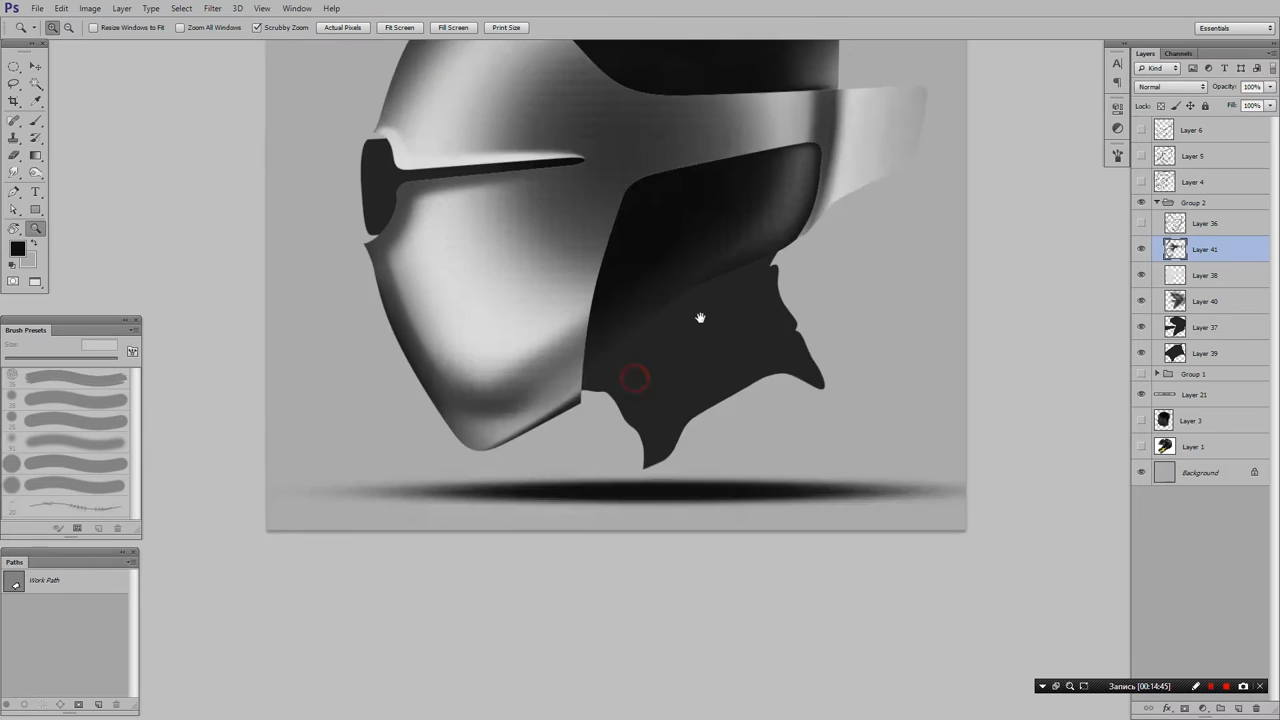 Ps File Edit Image Layer Type Select Filter 3D View Window Help
Resize Windows to Fit Zoom All Windows Scrubby Zoom Actual Pixels Fit Screen Fill Screen Print Size Essentials
Layers Channels
Kind
Normal Opacity: 100%
Lock: Fill: 100%
Layer 6
Layer 5
Layer 4
Group 2
Layer 36
Layer 41
Layer 38
Layer 40
Layer 37
Layer 39
Group 1
Layer 21
Layer 3
Layer 1
Background
Brush Presets
Size:
Paths
Work Path
Запись [00:14:45]